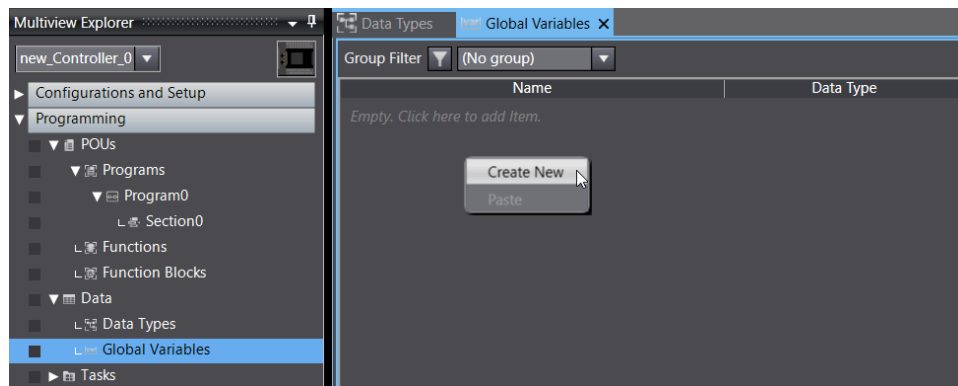 Multiview Explorer
new_Controller_0
Configurations and Setup
Programming
POUs
Programs
Program0
Section0
Functions
Function Blocks
Data
Data Types
Global Variables
Tasks
Data Types
Global Variables
Group Filter (No group)
Name Data Type
Empty. Click here to add Item.
Create New
Paste